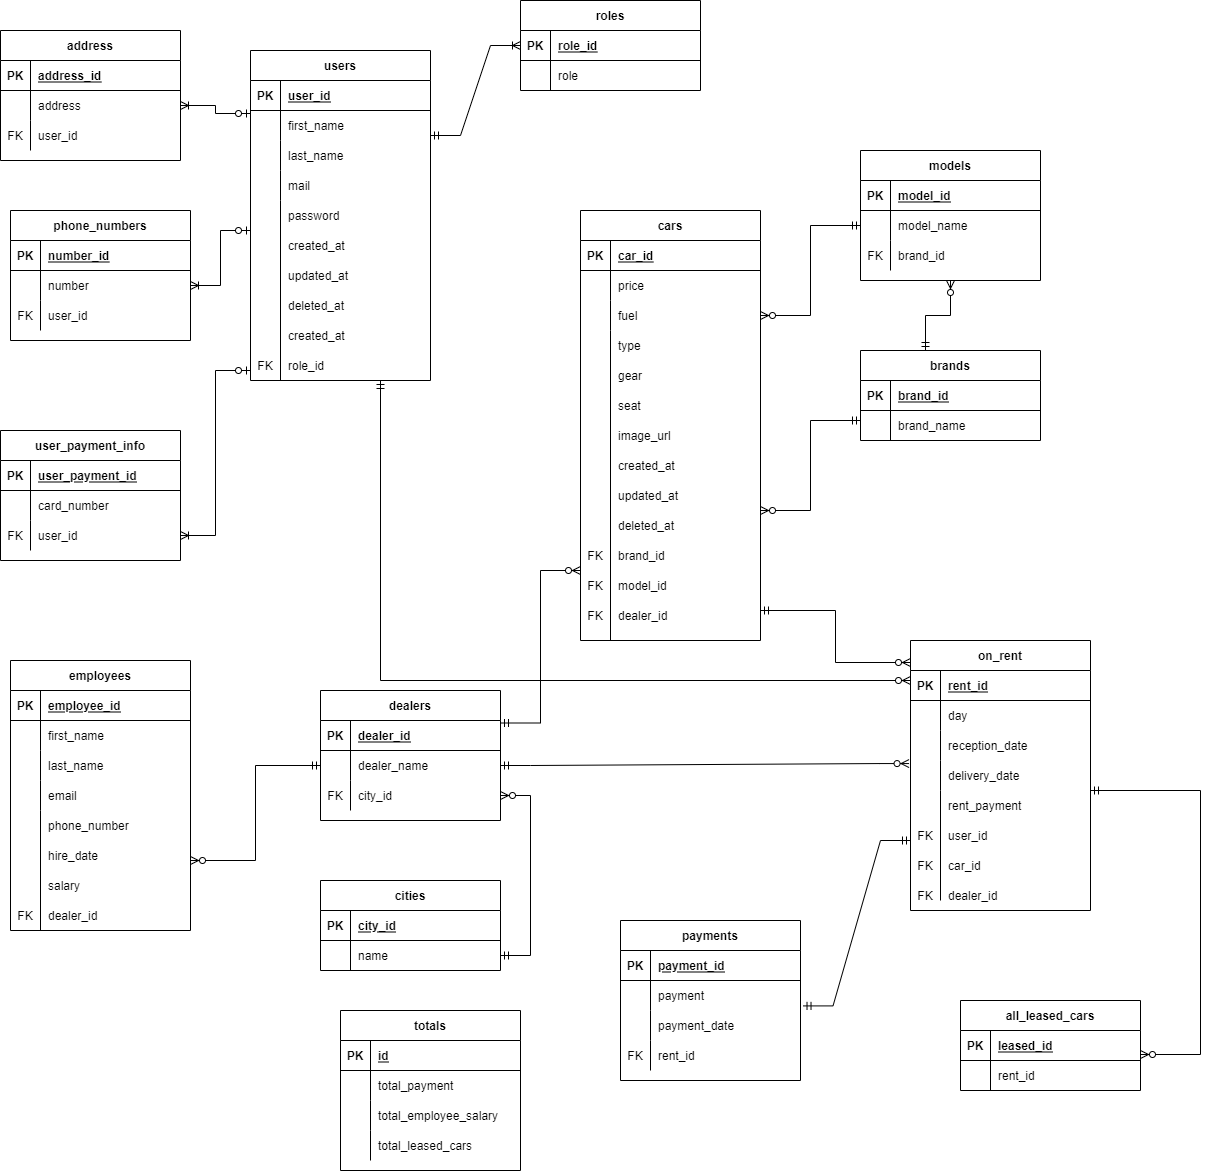 roles
PK role_id
role
address
PK address_id
address
FK user_id
users
PK user_id
first_name
last_name
mail
password
created_at
updated_at
deleted_at
created_at
FK role_id
phone_numbers
PK number_id
number
FK user_id
user_payment_info
PK user_payment_id
card_number
FK user_id
models
PK model_id
model_name
FK brand_id
cars
PK car_id
price
fuel
type
gear
seat
image_url
created_at
updated_at
deleted_at
FK brand_id
FK model_id
FK dealer_id
brands
PK brand_id
brand_name
on_rent
PK rent_id
day
reception_date
delivery_date
rent_payment
FK user_id
FK car_id
FK dealer_id
employees
PK employee_id
first_name
last_name
email
phone_number
hire_date
salary
FK dealer_id
dealers
PK dealer_id
dealer_name
FK city_id
cities
PK city_id
name
payments
PK payment_id
payment
payment_date
FK rent_id
all_leased_cars
PK leased_id
rent_id
totals
PK id
total_payment
total_employee_salary
total_leased_cars